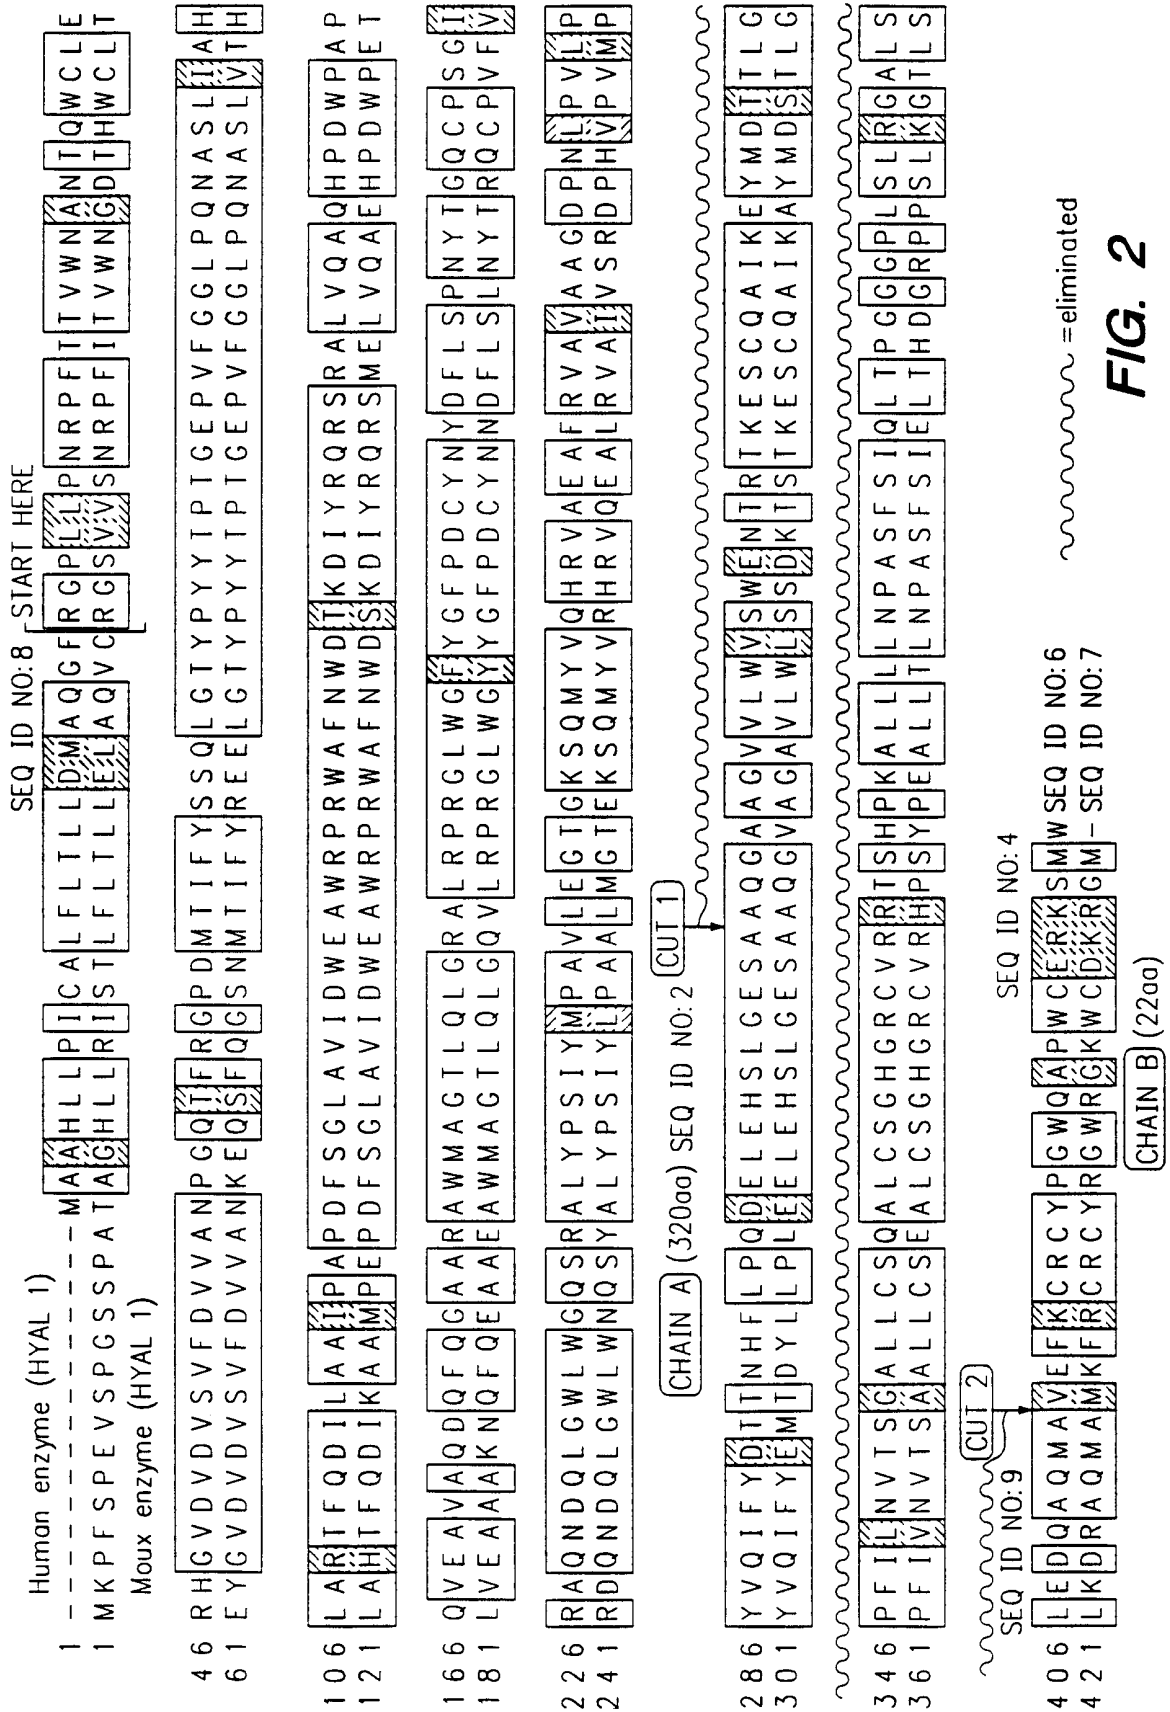 SEQ ID NO:8 START HERE
Human enzyme (HYAL 1)
1 - - - - - - - - - - - - - - - M A A H L L P I C A L F L T L L D M A Q G F R G P L L P N R P F I T V W N A N T Q W C L E
1 M K P F S P E V S P G S S P A T A G H L L R I S T L F L T L L E L A Q V C R G S V V S N R P F I T V W N G D T H W C L T
Moux enzyme (HYAL 1)
46 R H G V D V D V S V F D V V A N P G Q T F R G P D M T I F Y S S Q L G T Y P Y Y T P T G E P V F G G L P Q N A S L I A H
61 E Y G V D V D V S V F D V V A N K E Q S F Q G S N M T I F Y R E E L G T Y P Y Y T P T G E P V F G G L P Q N A S L V T H
106 L A R T F Q D I L A A I P A P D F S G L A V I D W E A W R P R W A F N W D T K D I Y R Q R S R A L V Q A Q H P D W P A P
121 L A H T F Q D I K A A M P E P D F S G L A V I D W E A W R P R W A F N W D S K D I Y R Q R S M E L V Q A E H P D W P E T
166 Q V E A V A Q D Q F Q G A A R A W M A G T L Q L G R A L R P R G L W G F Y G F P D C Y N Y D F L S P N Y T G Q C P S G I
181 L V E A A A K N Q F Q E A A E A W M A G T L Q L G Q V L R P R G L W G Y Y G F P D C Y N N D F L S L N Y T R Q C P V F V
226 R A Q N D Q L G W L W G Q S R A L Y P S I Y M P A V L E G T G K S Q M Y V Q H R V A E A F R V A V A A G D P N L P V L P
241 R D Q N D Q L G W L W N Q S Y A L Y P S I Y L P A A L M G T E K S Q M Y V R H R V Q E A L R V A I V S R D P H V P V M P
CHAIN A (320aa) SEQ ID NO:2 CUT 1
286 Y V Q I F Y D T T N H F L P Q D E L E H S L G E S A A Q G A A G V V L W V S W E N T R T K E S C Q A I K E Y M D T T L G
301 Y V Q I F Y E M T D Y L L P L E E L E H S L G E S A A Q G V A G A V L W L S S D K T S T K E S C Q A I K A Y M D S T L G
346 P F I L N V T S G A L L C S Q A L C S G H G R C V R R T S H P K A L L L L N P A S F S I Q L T P G G G P L S L R G A L S
361 P F I V N V T S A A L L C S E A L C S G H G R C V R H P S Y P E A L L T L N P A S F S I E L T H D G R P P S L K G T L S
CUT 2
SEQ ID NO:9
SEQ ID NO:4
406 L E D Q A Q M A V E F K C R C Y P G W Q A P W C E R K S M W SEQ ID NO:6
421 L K D R A Q M A M K F R C R C Y R G W R G K W C D K R G M - SEQ ID NO:7
CHAIN B (22aa)
=eliminated
FIG. 2